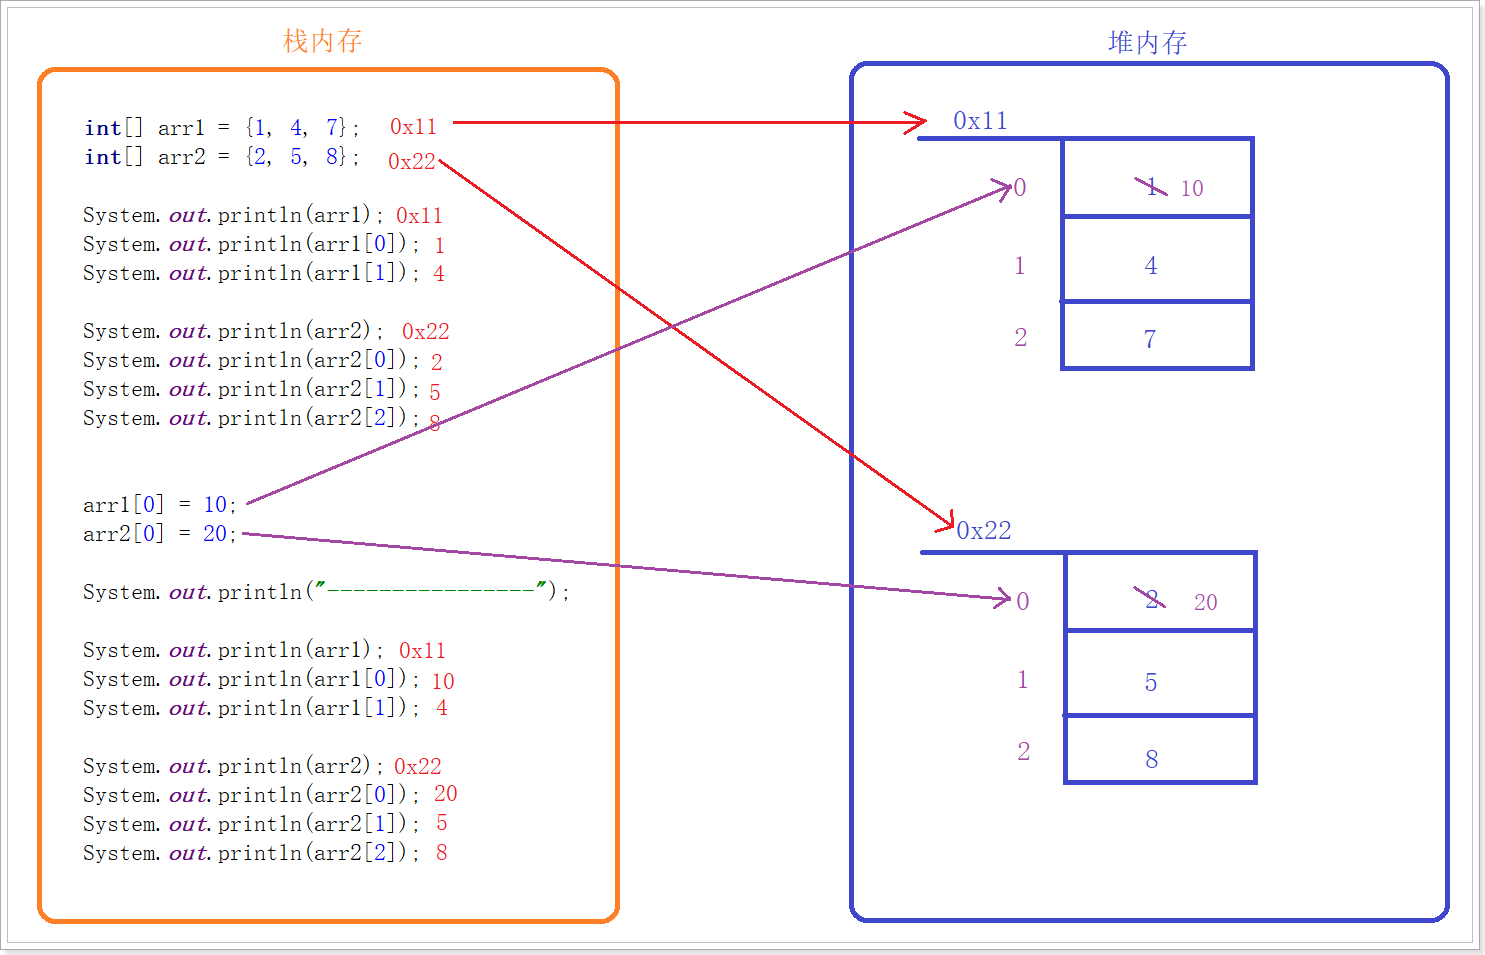 栈内存
int[] arr1 = {1, 4, 7}; 0x11
int[] arr2 = {2, 5, 8}; 0x22
System.out.println(arr1); 0x11
System.out.println(arr1[0]); 1
System.out.println(arr1[1]); 4
System.out.println(arr2); 0x22
System.out.println(arr2[0]); 2
System.out.println(arr2[1]); 5
System.out.println(arr2[2]); 8
arr1[0] = 10;
arr2[0] = 20;
System.out.println("----------------");
System.out.println(arr1); 0x11
System.out.println(arr1[0]); 10
System.out.println(arr1[1]); 4
System.out.println(arr2); 0x22
System.out.println(arr2[0]); 20
System.out.println(arr2[1]); 5
System.out.println(arr2[2]); 8
堆内存
0x11
0 1 10
1 4
2 7
0x22
0 2 20
1 5
2 8